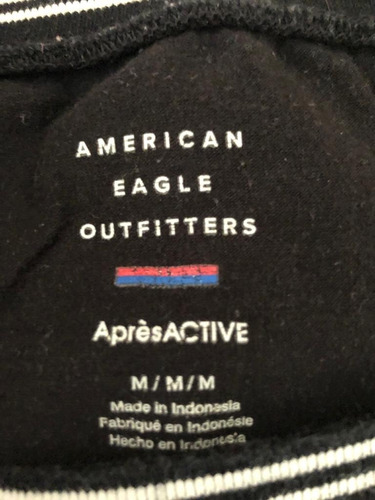 AMERICAN
EAGLE
OUTFITTERS
AprèsACTIVE
M/M/M
Made in Indonesia
Fabriqué en Indonésie
Hecho en Indonesia